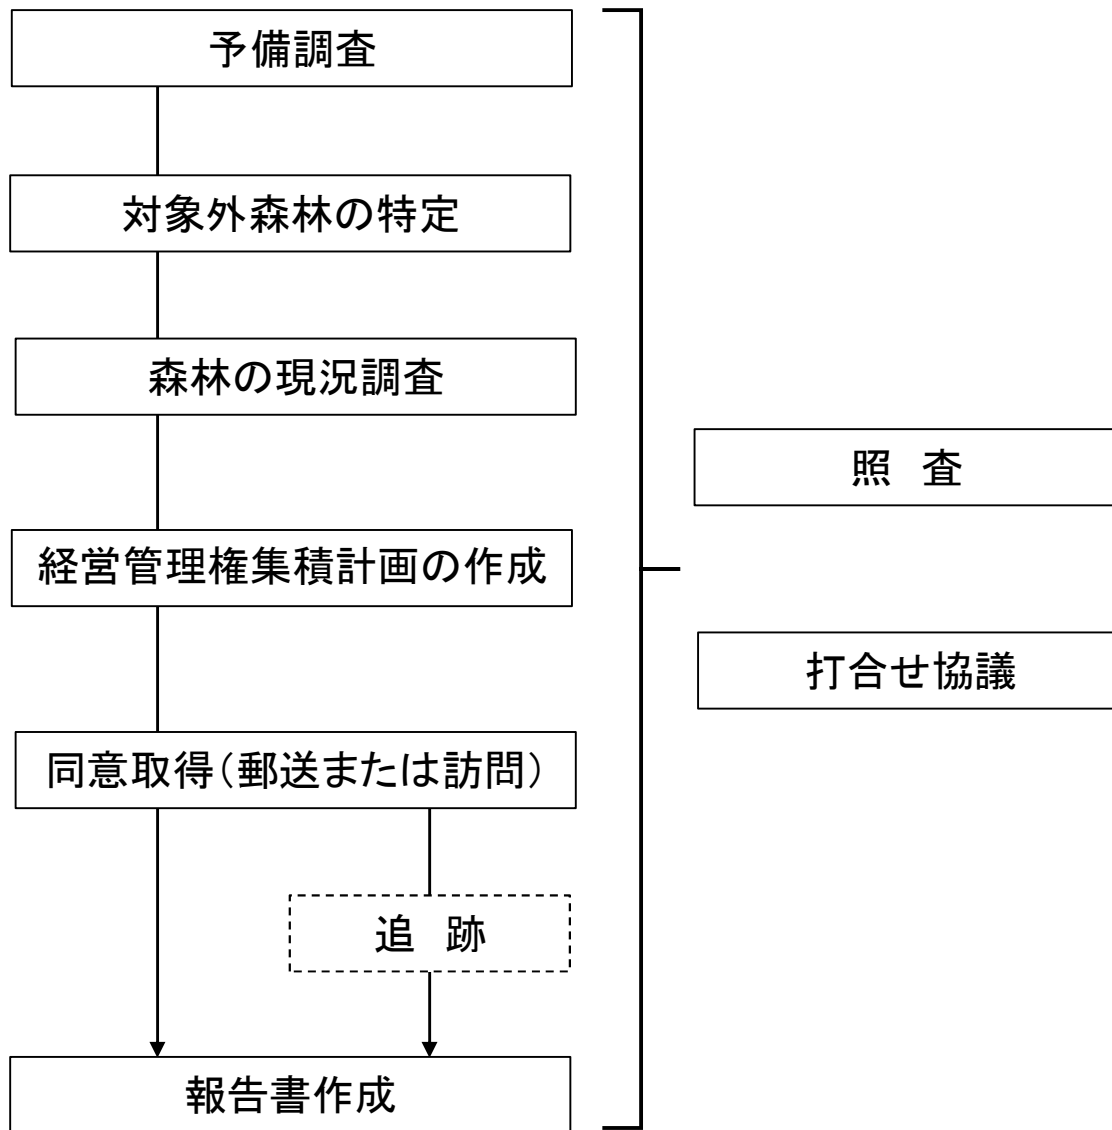 予備調査
対象外森林の特定
森林の現況調査
経営管理権集積計画の作成
同意取得（郵送または訪問）
追　跡
報告書作成
照　査
打合せ協議